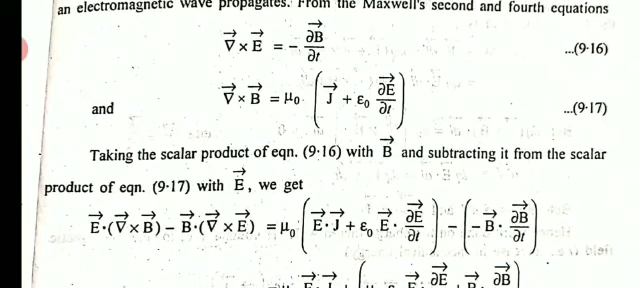 an electromagnetic wave propagates. From the Maxwell's second and fourth equations
∇⃗ × E⃗ = − ∂B⃗/∂t ...(9·16)
and ∇⃗ × B⃗ = μ₀ (J⃗ + ε₀ ∂E⃗/∂t) ...(9·17)
Taking the scalar product of eqn. (9·16) with B⃗ and subtracting it from the scalar
product of eqn. (9·17) with E⃗, we get
E⃗·(∇⃗ × B⃗) − B⃗·(∇⃗ × E⃗) = μ₀ (E⃗·J⃗ + ε₀ E⃗· ∂E⃗/∂t) − (−B⃗· ∂B⃗/∂t)